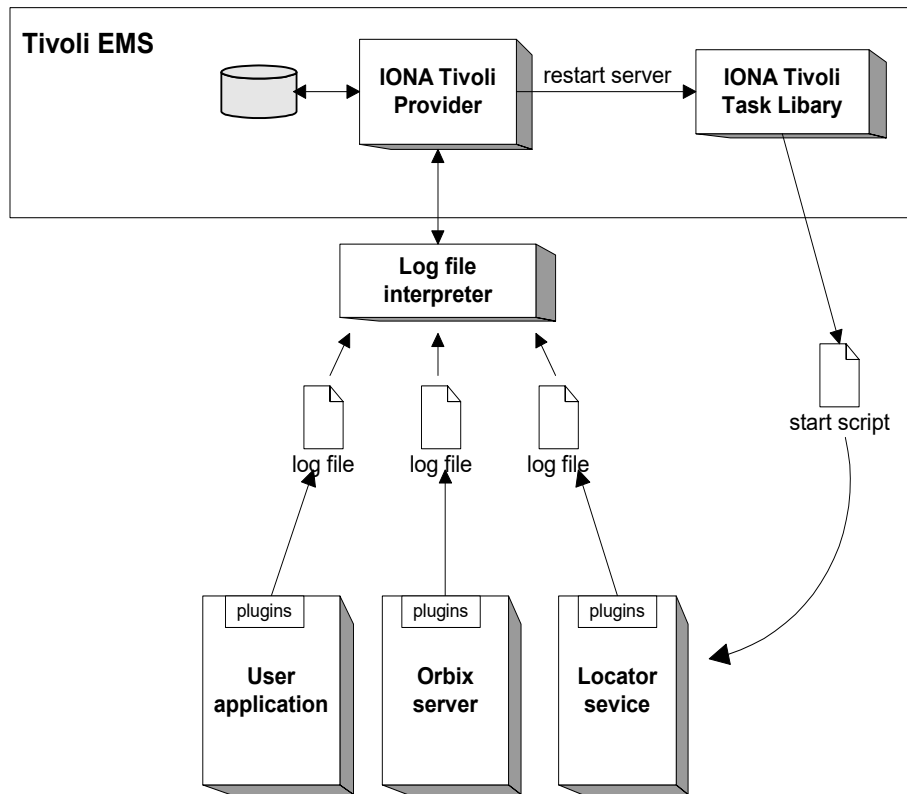 Tivoli EMS
IONA Tivoli
Provider
restart server
IONA Tivoli
Task Libary
Log file
interpreter
start script
log file
log file
log file
plugins
plugins
plugins
User
application
Orbix
server
Locator
sevice